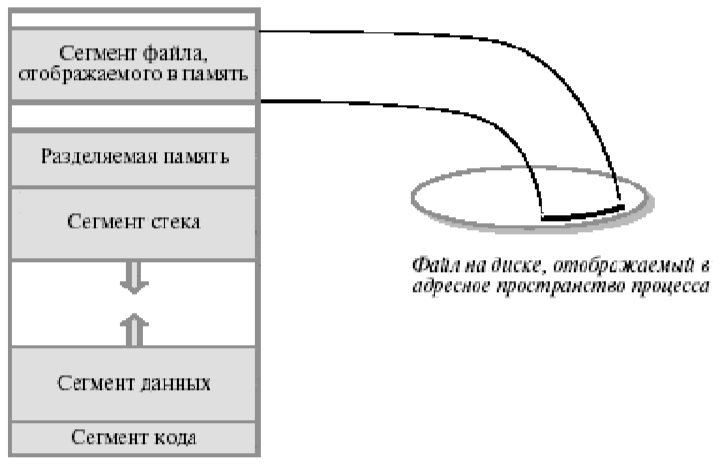 Сегмент файла,
отображаемого в память
Разделяемая память
Сегмент стека
Файл на диске, отображаемый в
адресное пространство процесса
Сегмент данных
Сегмент кода